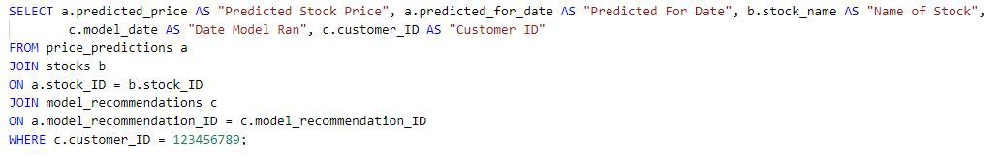 SELECT a.predicted_price AS "Predicted Stock Price", a.predicted_for_date AS "Predicted For Date", b.stock_name AS "Name of Stock",
c.model_date AS "Date Model Ran", c.customer_ID AS "Customer ID"
FROM price_predictions a
JOIN stocks b
ON a.stock_ID = b.stock_ID
JOIN model_recommendations c
ON a.model_recommendation_ID = c.model_recommendation_ID
WHERE c.customer_ID = 123456789;